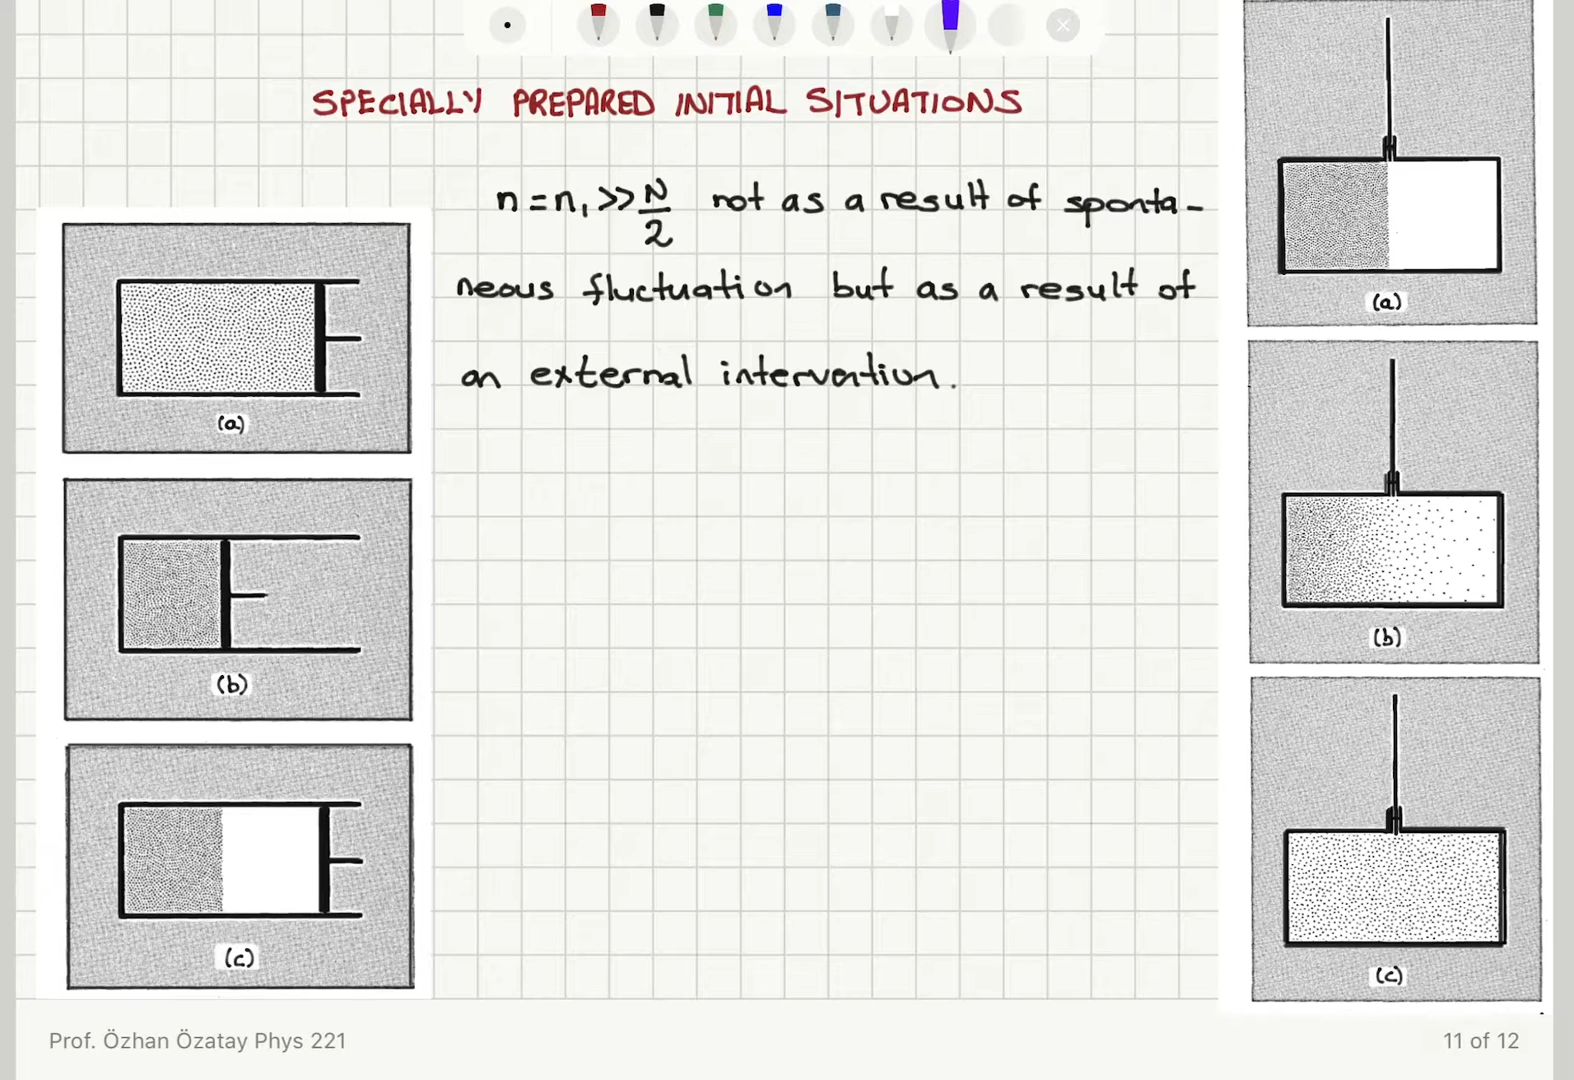 SPECIALLY PREPARED INITIAL SITUATIONS
n = n₁ >> N/2 not as a result of sponta-
neous fluctuation but as a result of
an external intervention.
(a)
(b)
(c)
(a)
(b)
(c)
Prof. Özhan Özatay Phys 221
11 of 12